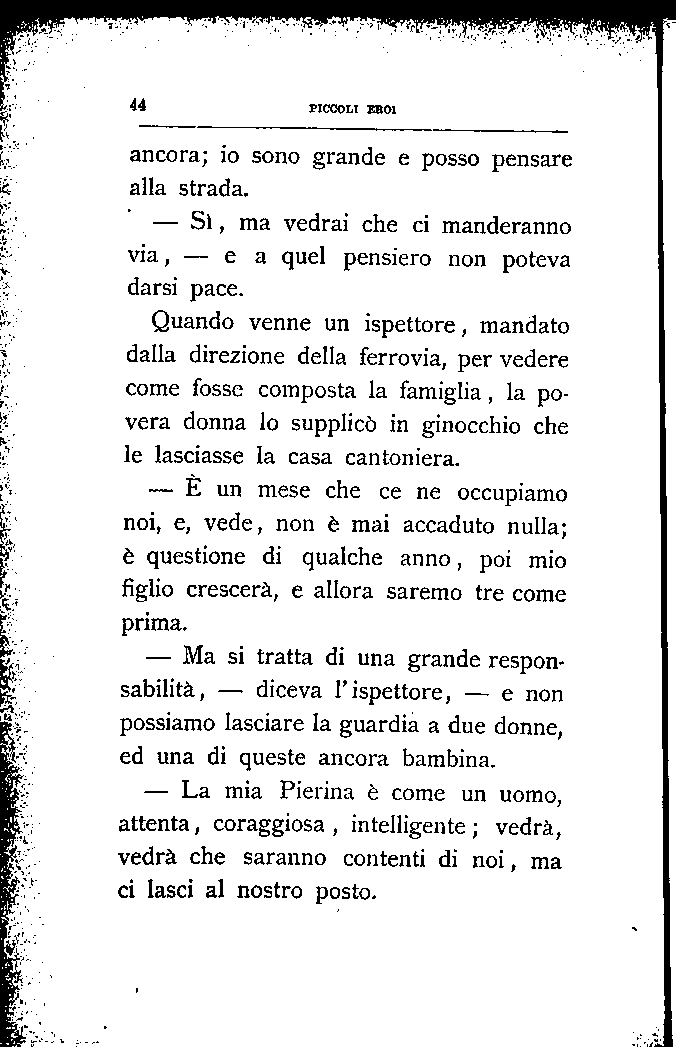 44 PICCOLI EROI
ancora; io sono grande e posso pensare
alla strada.
— Sì, ma vedrai che ci manderanno
via, — e a quel pensiero non poteva
darsi pace.
Quando venne un ispettore, mandato
dalla direzione della ferrovia, per vedere
come fosse composta la famiglia, la po-
vera donna lo supplicò in ginocchio che
le lasciasse la casa cantoniera.
— È un mese che ce ne occupiamo
noi, e, vede, non è mai accaduto nulla;
è questione di qualche anno, poi mio
figlio crescerà, e allora saremo tre come
prima.
— Ma si tratta di una grande respon-
sabilità, — diceva l'ispettore, — e non
possiamo lasciare la guardia a due donne,
ed una di queste ancora bambina.
— La mia Pierina è come un uomo,
attenta, coraggiosa, intelligente; vedrà,
vedrà che saranno contenti di noi, ma
ci lasci al nostro posto.